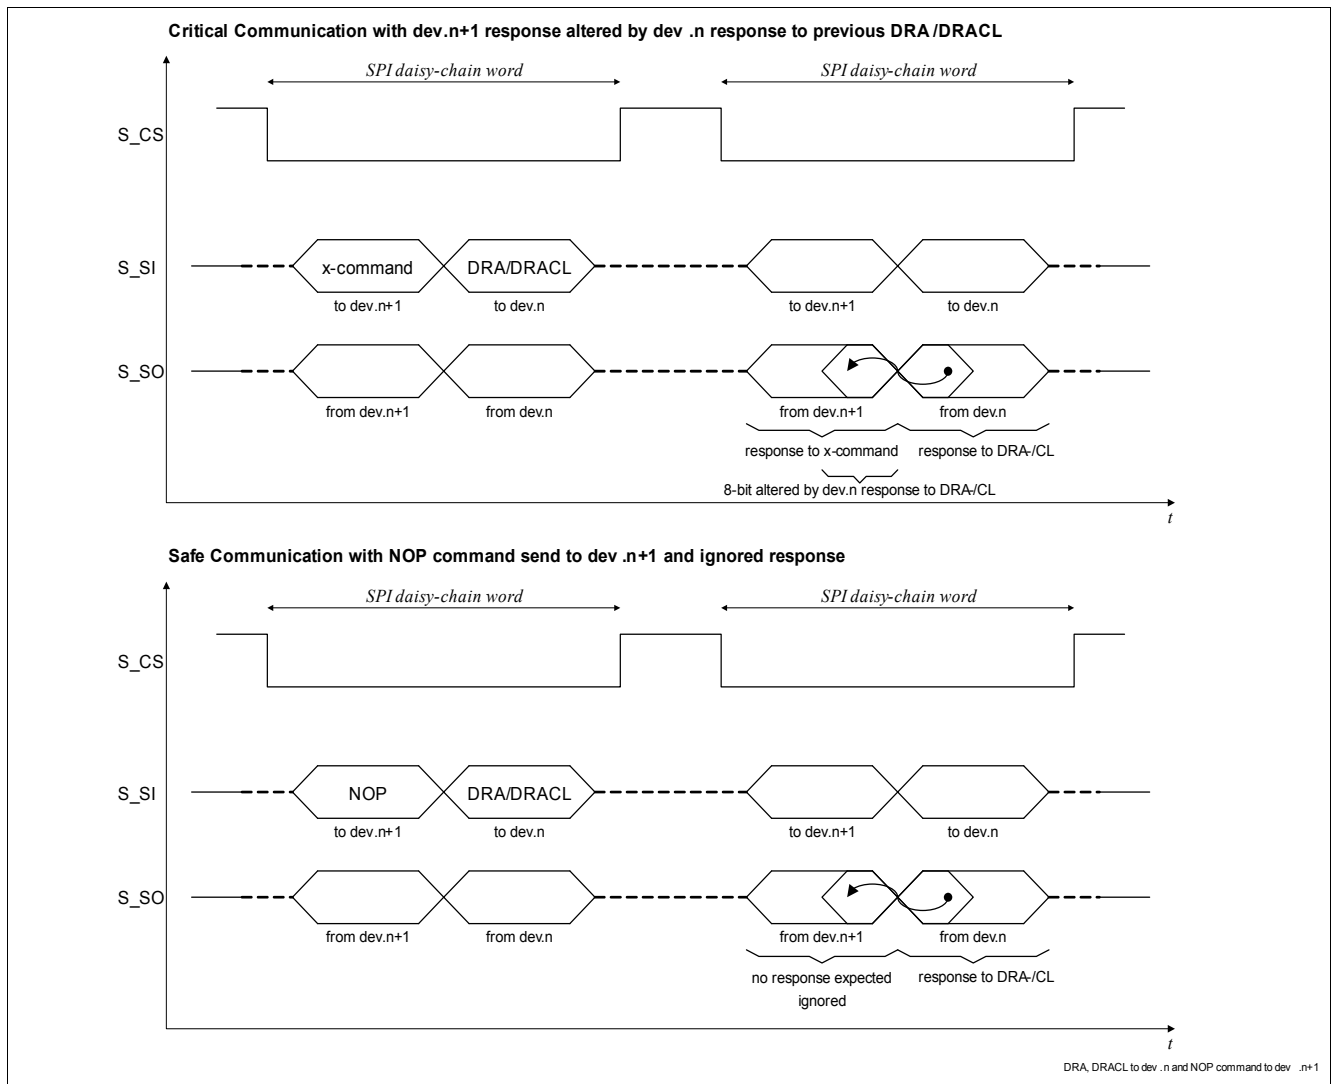 Critical Communication with dev.n+1 response altered by dev .n response to previous DRA/DRACL
SPI daisy-chain word SPI daisy-chain word
S_CS
S_SI x-command DRA/DRACL
to dev.n+1 to dev.n to dev.n+1 to dev.n
S_SO
from dev.n+1 from dev.n from dev.n+1 from dev.n
response to x-command response to DRA-/CL
8-bit altered by dev.n response to DRA-/CL
t
Safe Communication with NOP command send to dev .n+1 and ignored response
SPI daisy-chain word SPI daisy-chain word
S_CS
S_SI NOP DRA/DRACL
to dev.n+1 to dev.n to dev.n+1 to dev.n
S_SO
from dev.n+1 from dev.n from dev.n+1 from dev.n
no response expected response to DRA-/CL
ignored
t
DRA, DRACL to dev .n and NOP command to dev .n+1